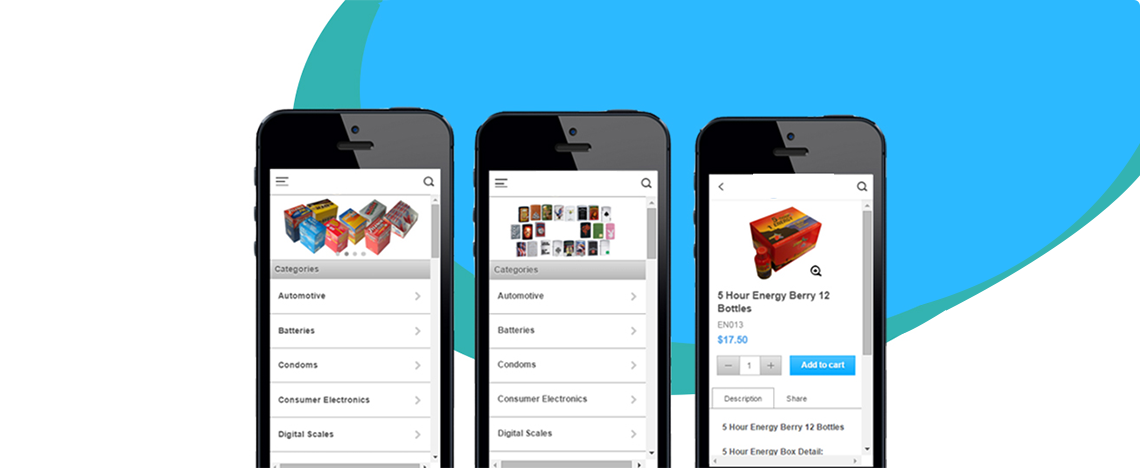 Categories
Automotive
Batteries
Condoms
Consumer Electronics
Digital Scales
Categories
Automotive
Batteries
Condoms
Consumer Electronics
Digital Scales
5 Hour Energy Berry 12
Bottles
EN013
$17.50
1
Add to cart
Description
Share
5 Hour Energy Berry 12 Bottles
5 Hour Energy Box Detail: